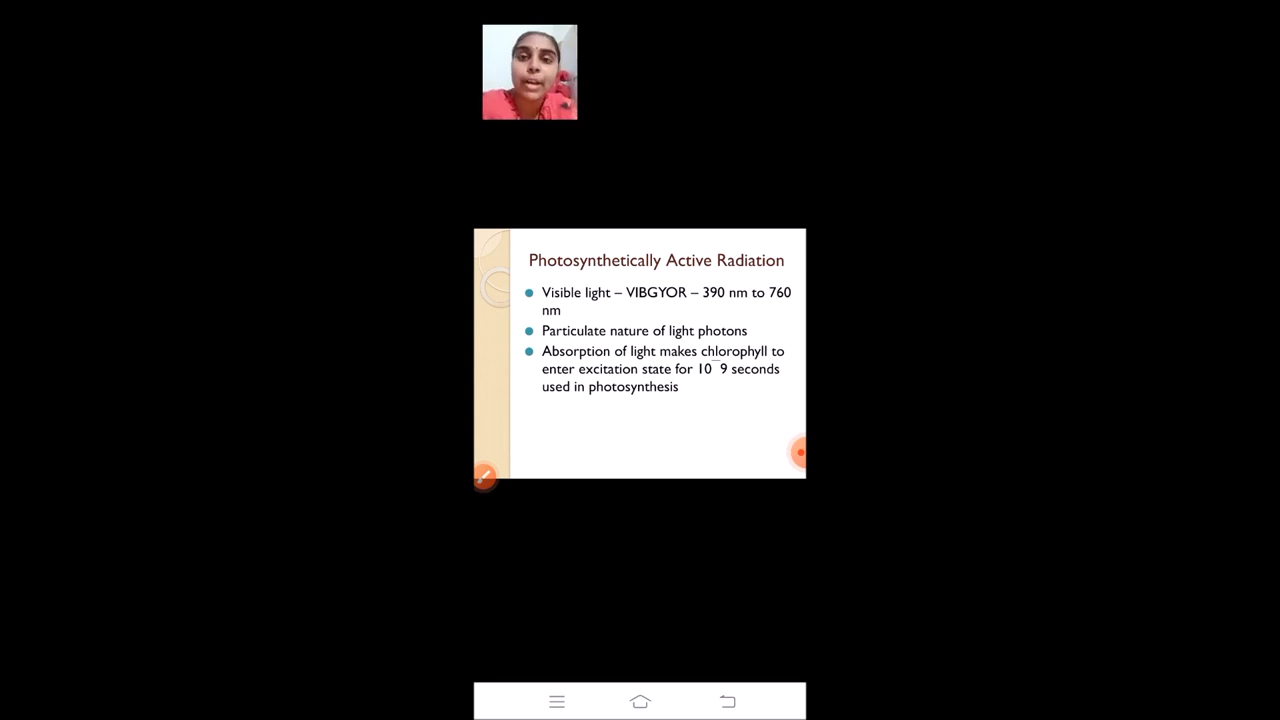 Photosynthetically Active Radiation
Visible light – VIBGYOR – 390 nm to 760
nm
Particulate nature of light photons
Absorption of light makes chlorophyll to
enter excitation state for 10¯9 seconds
used in photosynthesis